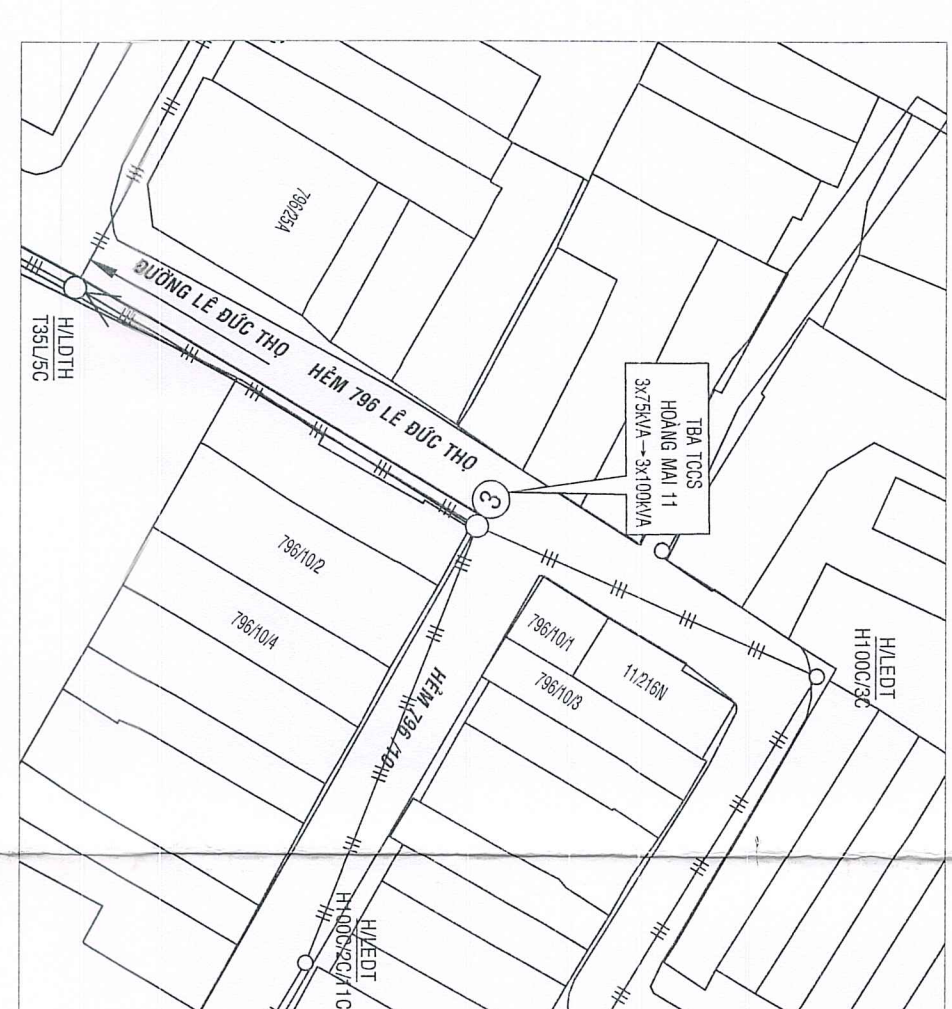 796/25A
ĐƯỜNG LÊ ĐỨC THỌ
HẺM 796 LÊ ĐỨC THỌ
H/LDTH
T351/5C
TBA TCCS
HOÀNG MAI 11
3x75kVA→3x100kVA
3
796/10/2
796/10/4
796/10/1
11/216N
796/10/3
H/LEDT
H100C/3C
HẺM 796 /10
H/LEDT
H100C/2C/11C